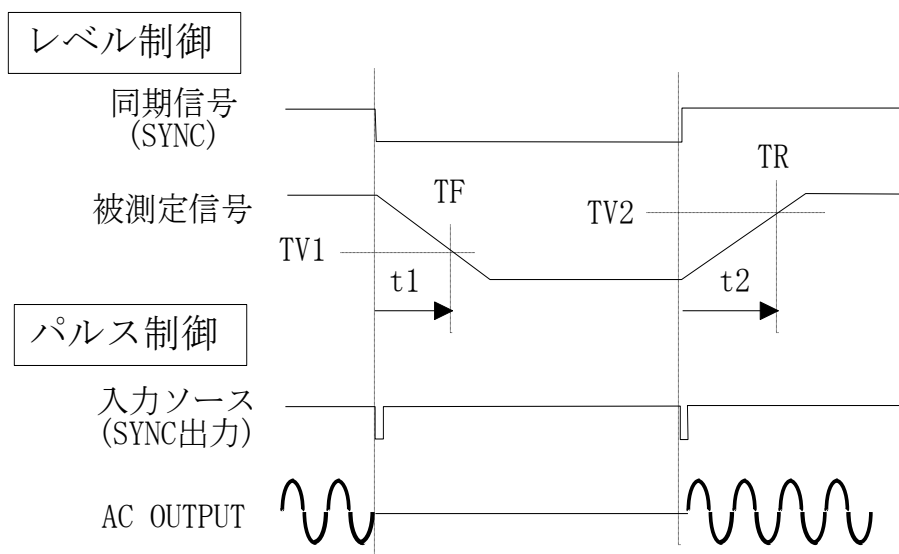 レベル制御
同期信号
(SYNC)
TR
TF
被測定信号
TV2
TV1
t1
t2
パルス制御
入力ソース
(SYNC出力)
AC OUTPUT